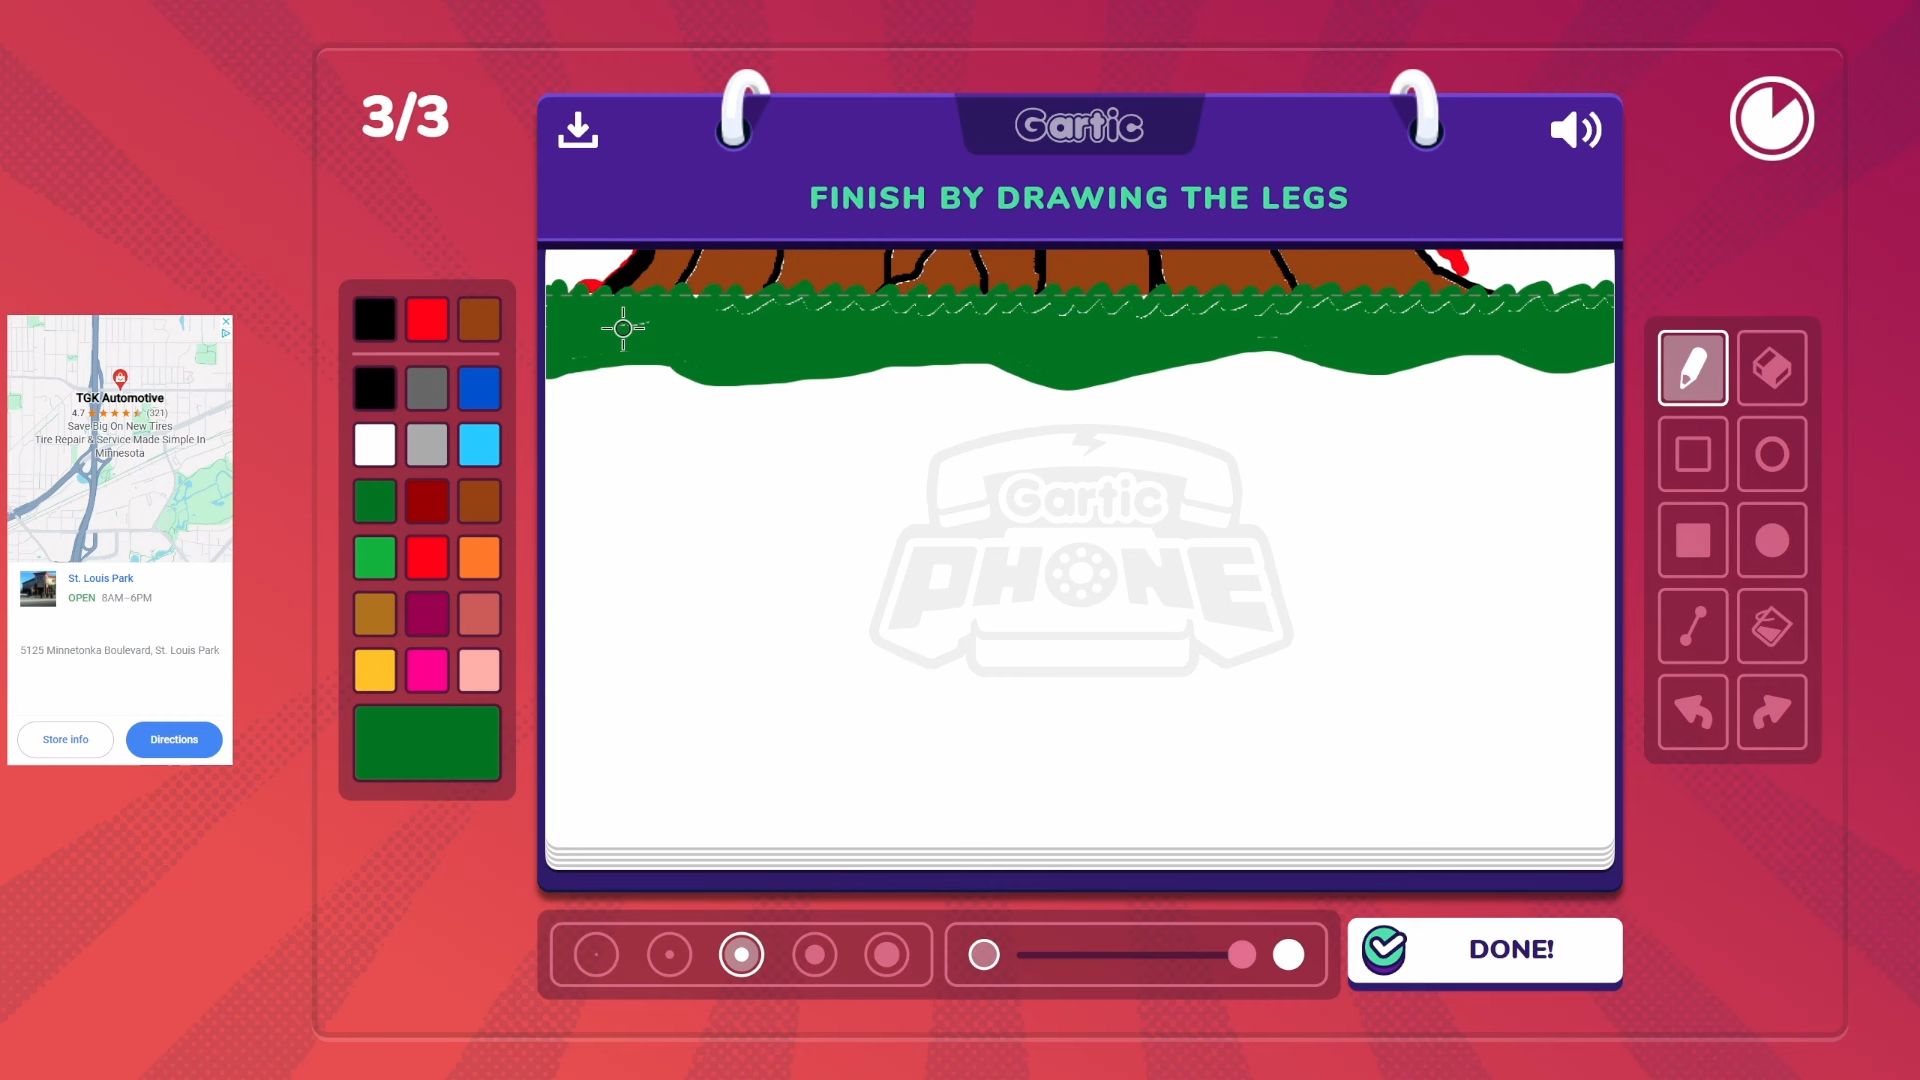 3/3
Gartic
FINISH BY DRAWING THE LEGS
TGK Automotive
4.7 (321)
Save Big On New Tires
Tire Repair & Service Made Simple In
Minnesota
St. Louis Park
OPEN 8AM–6PM
5125 Minnetonka Boulevard, St. Louis Park
Store info
Directions
Gartic
PHONE
DONE!